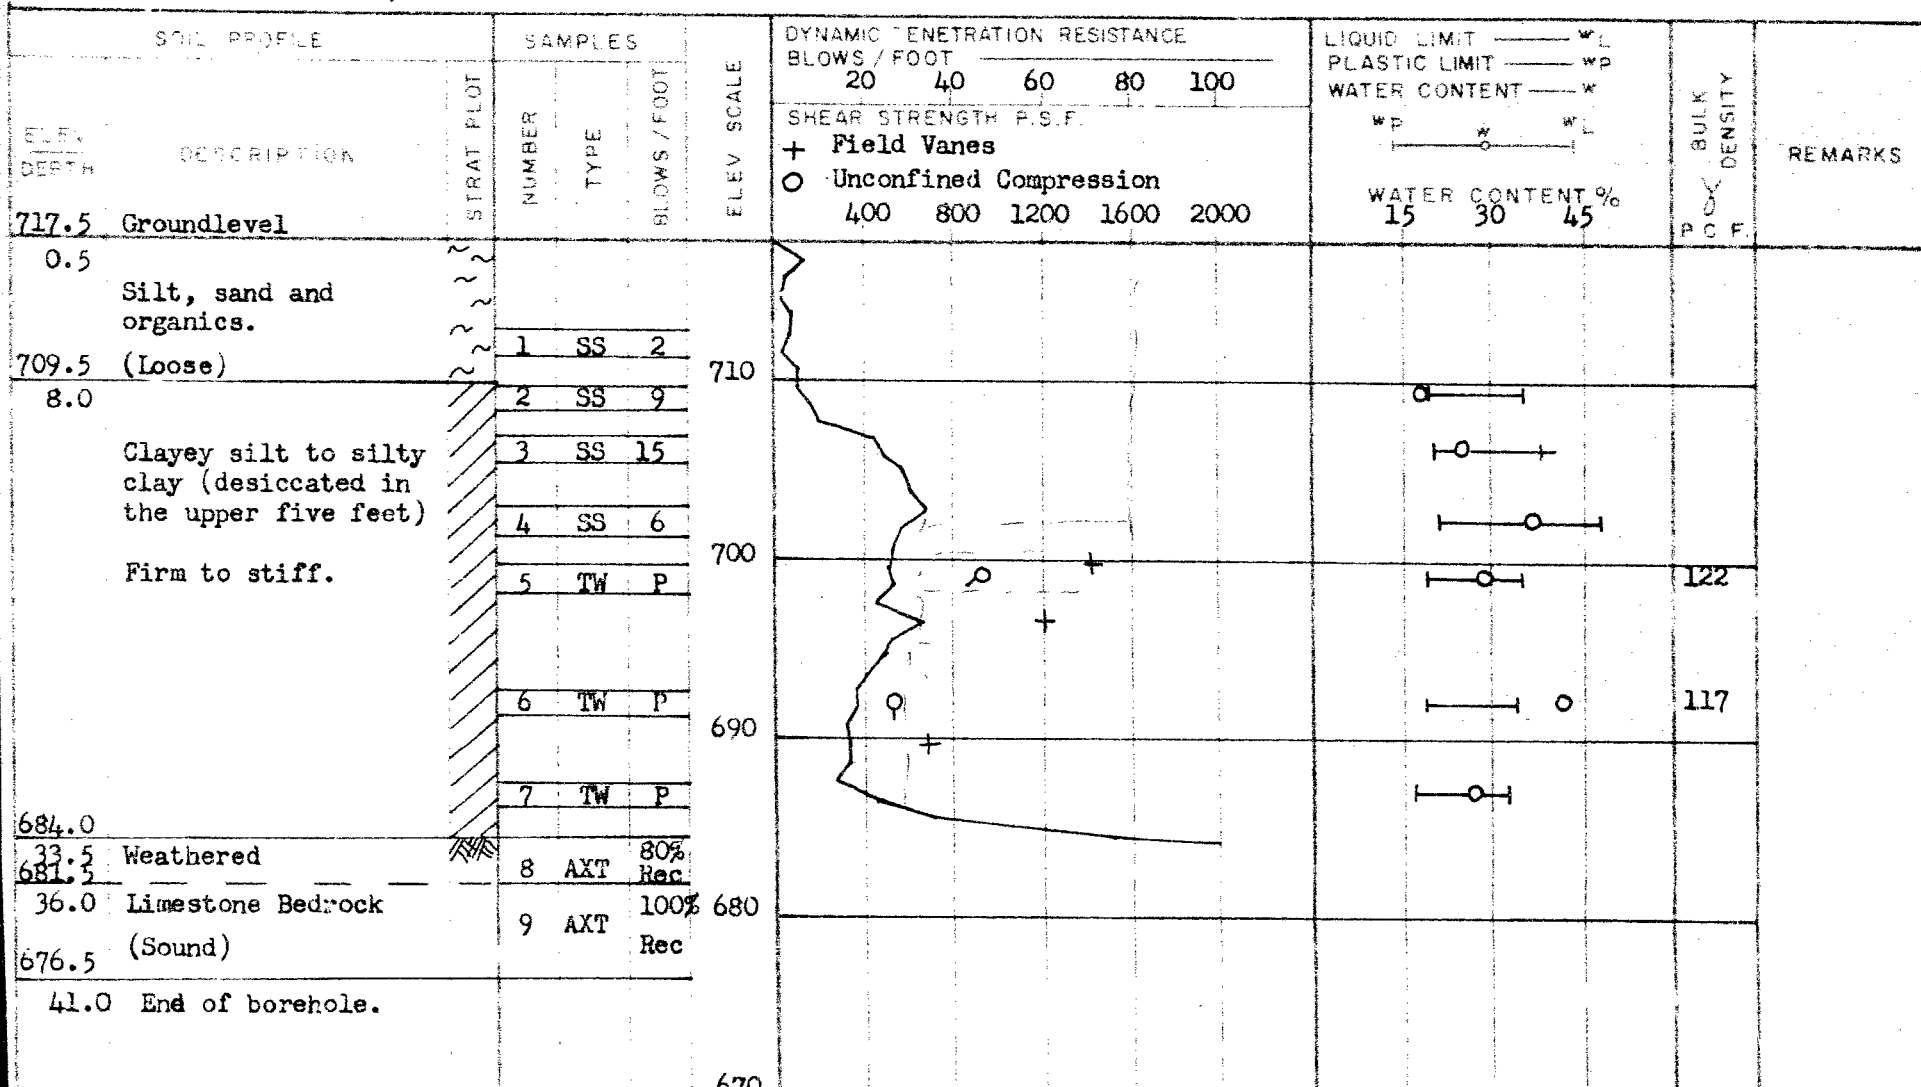 SOIL PROFILE
SAMPLES
ELEV
DEPTH
DESCRIPTION
STRAT PLOT
NUMBER
TYPE
BLOWS / FOOT
ELEV SCALE
DYNAMIC PENETRATION RESISTANCE
BLOWS / FOOT
20 40 60 80 100
SHEAR STRENGTH P.S.F.
+ Field Vanes
O Unconfined Compression
400 800 1200 1600 2000
LIQUID LIMIT —— WL
PLASTIC LIMIT —— WP
WATER CONTENT —— W
WP W WL
WATER CONTENT %
15 30 45
BULK DENSITY
γ
P.C.F.
REMARKS
717.5 Groundlevel
0.5
Silt, sand and
organics.
1 SS 2
709.5 (Loose)
710
8.0
2 SS 9
Clayey silt to silty
3 SS 15
clay (desiccated in
the upper five feet)
4 SS 6
700
Firm to stiff.
5 TW P
122
6 TW P
117
690
7 TW P
684.0
33.5 Weathered
8 AXT 80% Rec
681.5
36.0 Limestone Bedrock
680
9 AXT 100% Rec
(Sound)
676.5
41.0 End of borehole.
670